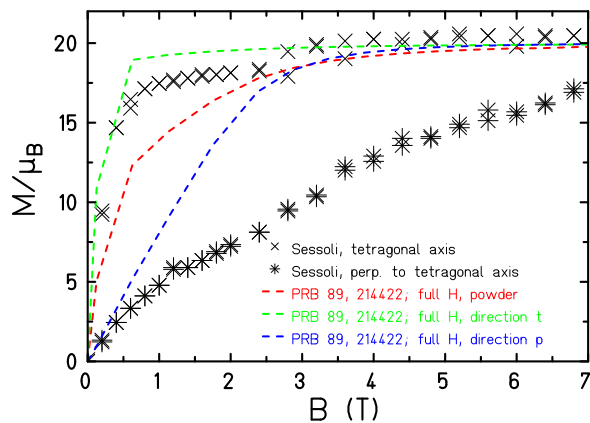 20
15
10
5
0
M/μB
Sessoli, tetragonal axis
Sessoli, perp. to tetragonal axis
PRB 89, 214422; full H, powder
PRB 89, 214422; full H, direction t
PRB 89, 214422; full H, direction p
0 1 2 3 4 5 6 7
B (T)